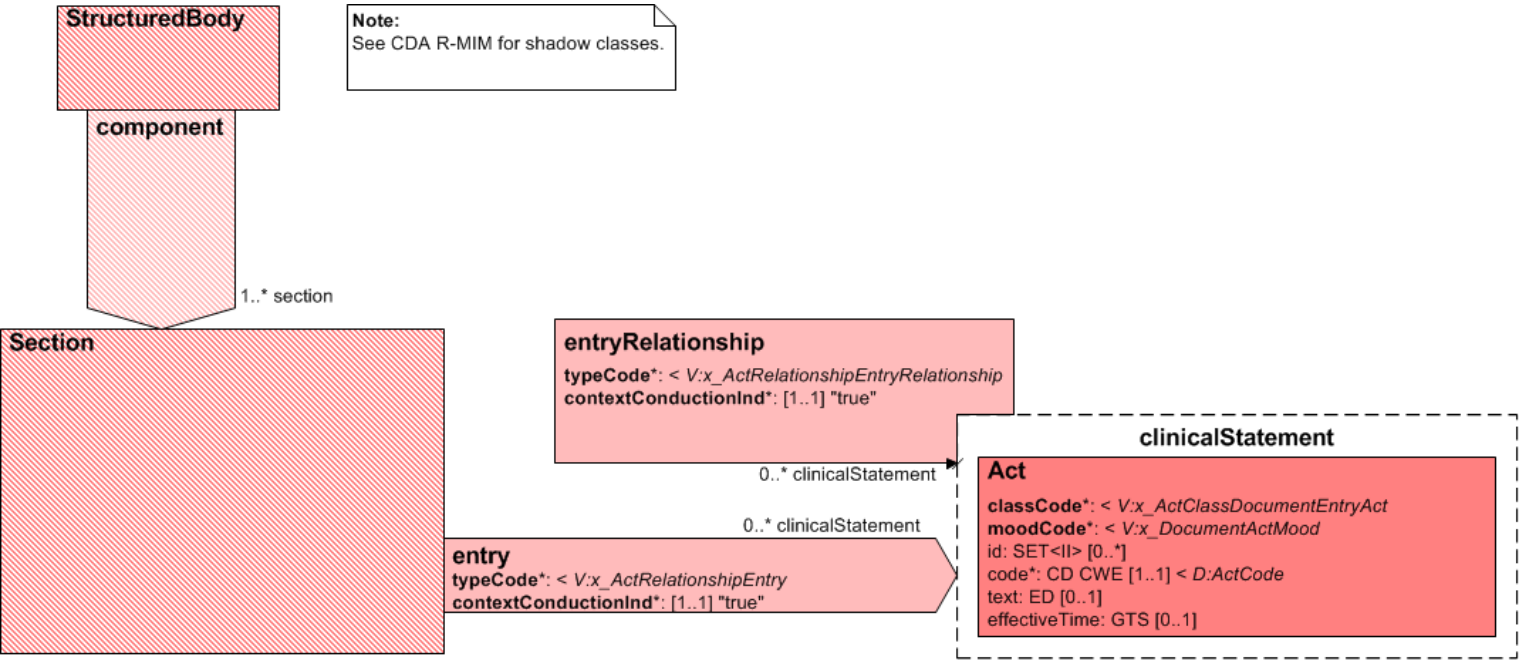 StructuredBody
Note:
See CDA R-MIM for shadow classes.
component
1..* section
Section
entryRelationship
typeCode*: < V:x_ActRelationshipEntryRelationship
contextConductionInd*: [1..1] "true"
0..* clinicalStatement
clinicalStatement
Act
classCode*: < V:x_ActClassDocumentEntryAct
moodCode*: < V:x_DocumentActMood
id: SET<II> [0..*]
code*: CD CWE [1..1] < D:ActCode
text: ED [0..1]
effectiveTime: GTS [0..1]
0..* clinicalStatement
entry
typeCode*: < V:x_ActRelationshipEntry
contextConductionInd*: [1..1] "true"